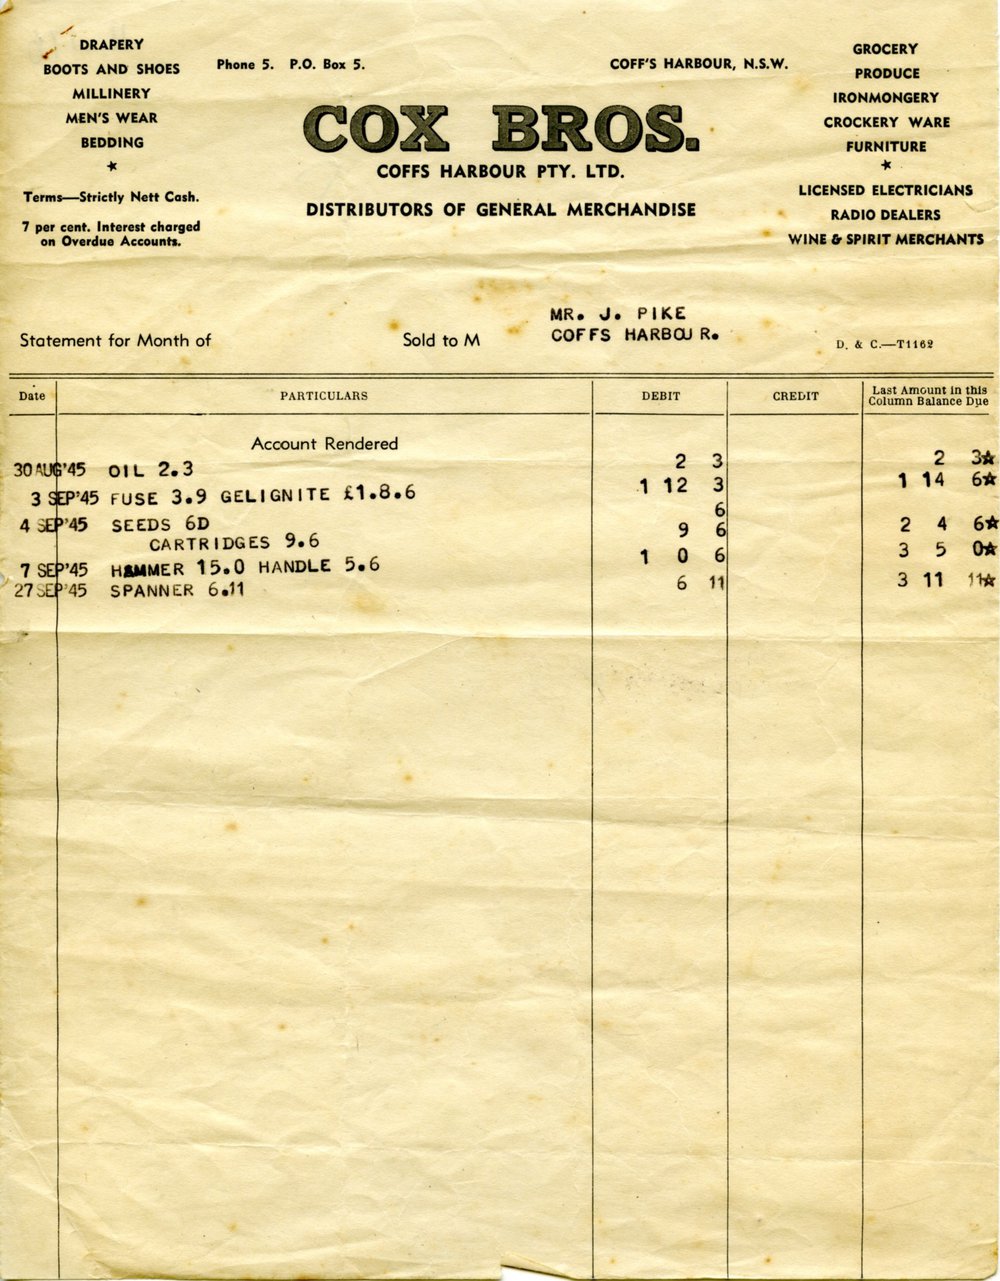 DRAPERY
BOOTS AND SHOES
MILLINERY
MEN'S WEAR
BEDDING
★
Terms—Strictly Nett Cash.
7 per cent. Interest charged
on Overdue Accounts.
Phone 5. P.O. Box 5.
COFF'S HARBOUR, N.S.W.
COX BROS.
COFFS HARBOUR PTY. LTD.
DISTRIBUTORS OF GENERAL MERCHANDISE
GROCERY
PRODUCE
IRONMONGERY
CROCKERY WARE
FURNITURE
★
LICENSED ELECTRICIANS
RADIO DEALERS
WINE & SPIRIT MERCHANTS
MR. J. PIKE
Statement for Month of Sold to M COFFS HARBOUR.
D. & C.—T1162
Date PARTICULARS DEBIT CREDIT Last Amount in this
Column Balance Due
Account Rendered
30 AUG'45 OIL 2.3 2 3 2 3★
3 SEP'45 FUSE 3.9 GELIGNITE £1.8.6 1 12 3 1 14 6★
4 SEP'45 SEEDS 6D 6
CARTRIDGES 9.6 9 6 2 4 6★
7 SEP'45 HAMMER 15.0 HANDLE 5.6 1 0 6 3 5 0★
27 SEP'45 SPANNER 6.11 6 11 3 11 11★